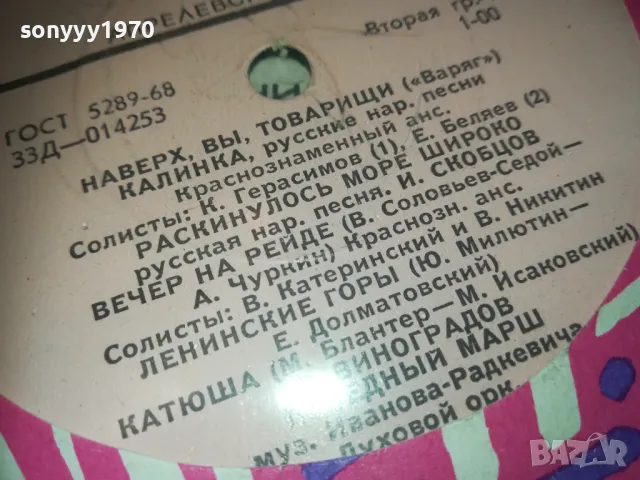 sonyyy1970
Вторая
1-00
ГОСТ 5289-68
33Д—014253
НАВЕРХ, ВЫ, ТОВАРИЩИ («Варяг»)
КАЛИНКА, русские нар. песни
Краснознаменный анс.
Солисты: К. Герасимов (1), Е. Беляев (2)
РАСКИНУЛОСЬ МОРЕ ШИРОКО
русская нар. песня. И. СКОБЦОВ
ВЕЧЕР НА РЕЙДЕ (В. Соловьев-Седой—
А. Чуркин) Краснозн. анс.
Солисты: В. Катеринский и В. Никитин
ЛЕНИНСКИЕ ГОРЫ (Ю. Милютин—
Е. Долматовский)
КАТЮША (М. Блантер—М. Исаковский)
ВИНОГРАДОВ
МАРШ
муз. Иванова-Радкевича
Духовой орк.
BAZAR
bg